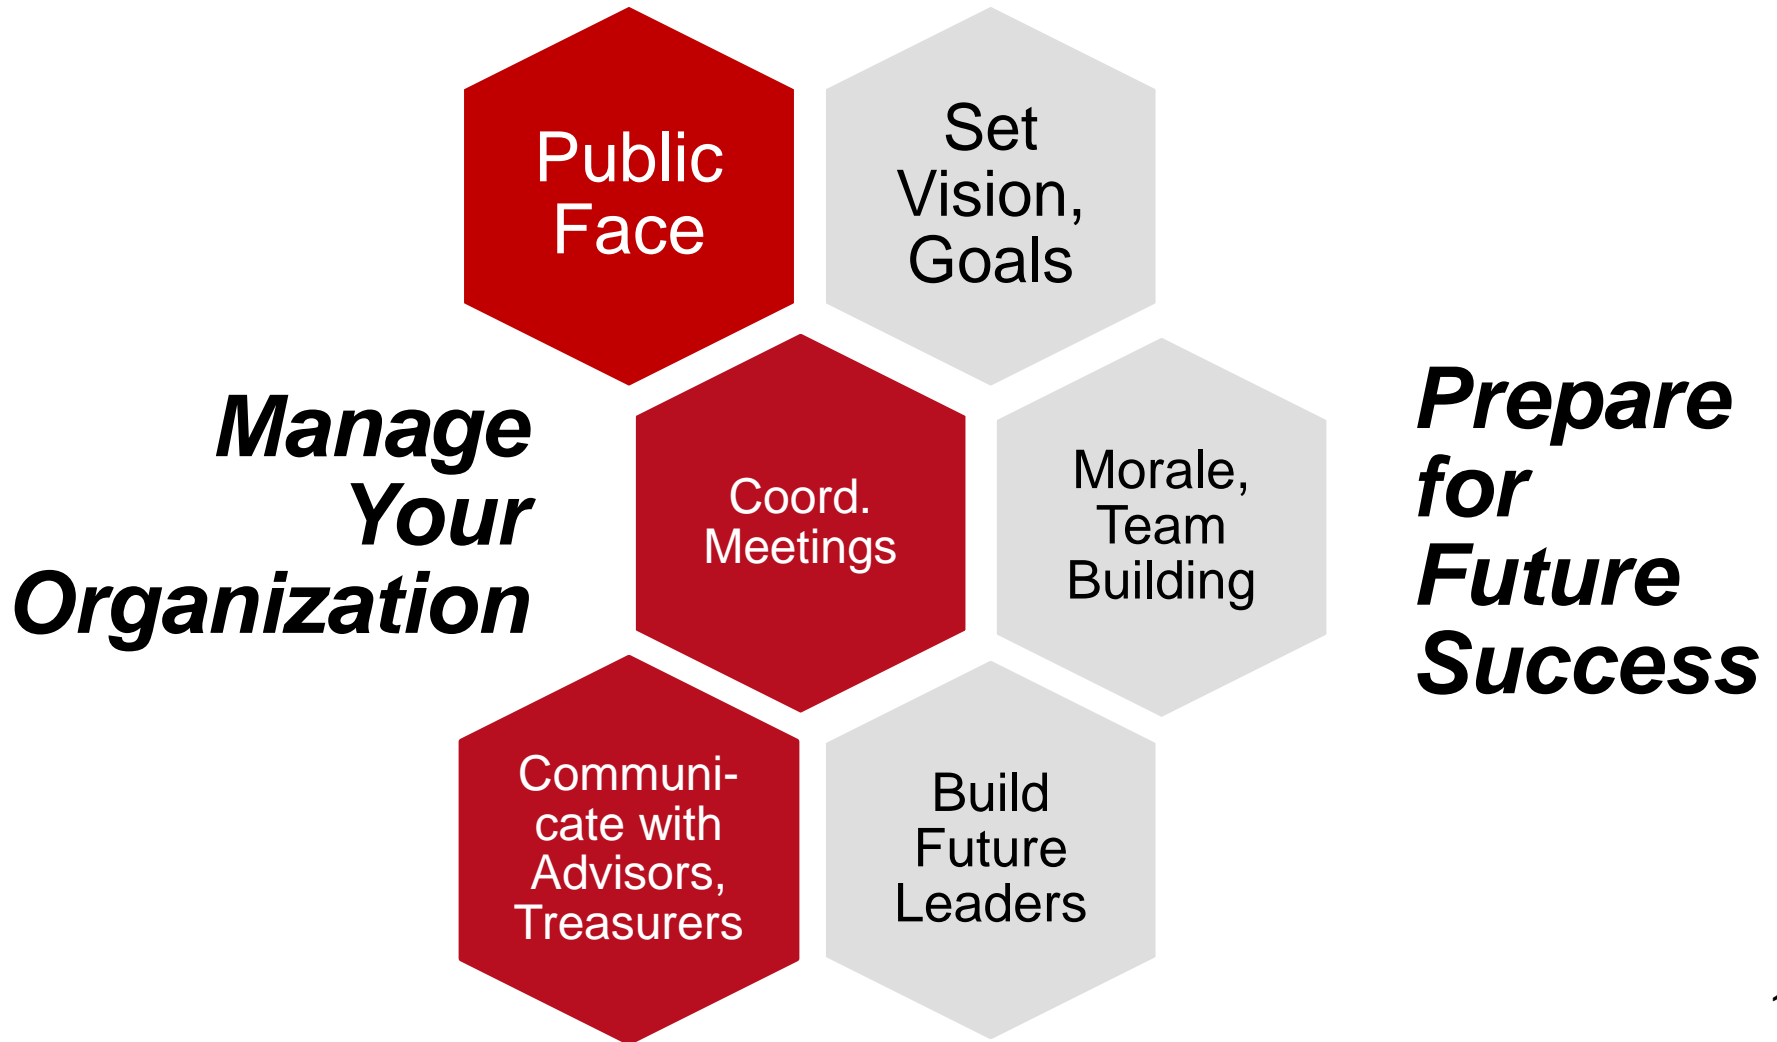 Public
Face
Set
Vision,
Goals
Manage
Your
Organization
Coord.
Meetings
Morale,
Team
Building
Prepare
for
Future
Success
Communi-
cate with
Advisors,
Treasurers
Build
Future
Leaders